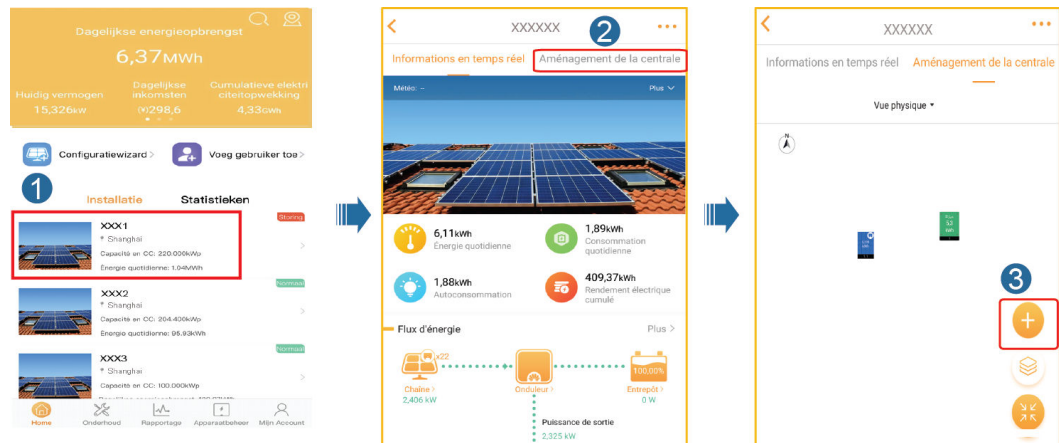 Dagelijkse energieopbrengst
6,37MWh
Huidig vermogen
15,326kW
Dagelijkse inkomsten
(¥)298,6
Cumulatieve elektriciteitopwekking
4,33GWh
Configuratiewizard >
Voeg gebruiker toe >
1
Installatie
Statistieken
XXX1
Storing
Shanghai
Capacité en CC: 220.000kWp
Énergie quotidienne: 1.04MWh
XXX2
Normaal
Shanghai
Capacité en CC: 204.400kWp
Énergie quotidienne: 95.93kWh
XXX3
Normaal
Shanghai
Capacité en CC: 100.000kWp
Home
Onderhoud
Rapportage
Apparaatbeheer
Mijn Account
XXXXXX
2
Informations en temps réel
Aménagement de la centrale
Météo: –
Plus
6,11kWh
Énergie quotidienne
1,89kWh
Consommation quotidienne
1,88kWh
Autoconsommation
409,37kWh
Rendement électrique cumulé
Flux d'énergie
Plus >
x22
100,00%
Chaîne >
2,406 kW
Onduleur >
Entrepôt >
0 W
Puissance de sortie
2,325 kW
XXXXXX
Informations en temps réel
Aménagement de la centrale
Vue physique
N
3